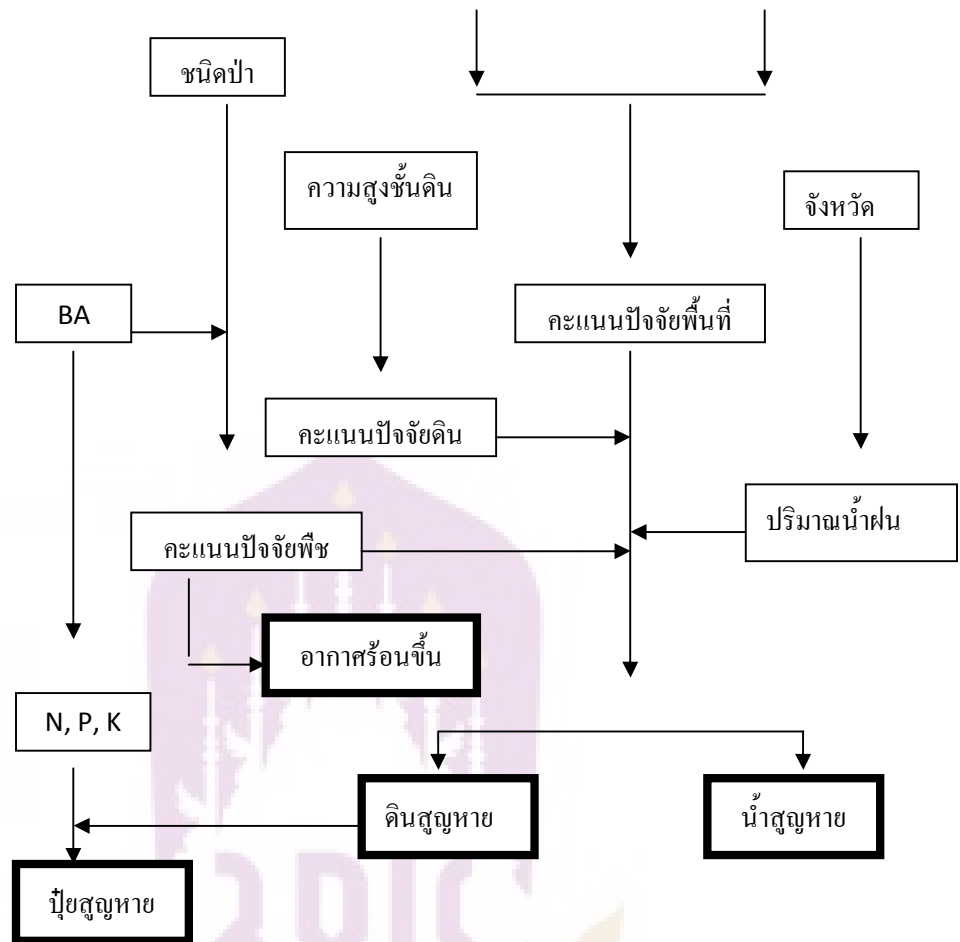 ชนิดป่า
ความสูงชั้นดิน
จังหวัด
BA
คะแนนปัจจัยพื้นที่
คะแนนปัจจัยดิน
ปริมาณน้ำฝน
คะแนนปัจจัยพืช
อากาศร้อนขึ้น
N, P, K
ดินสูญหาย
น้ำสูญหาย
ปุ๋ยสูญหาย